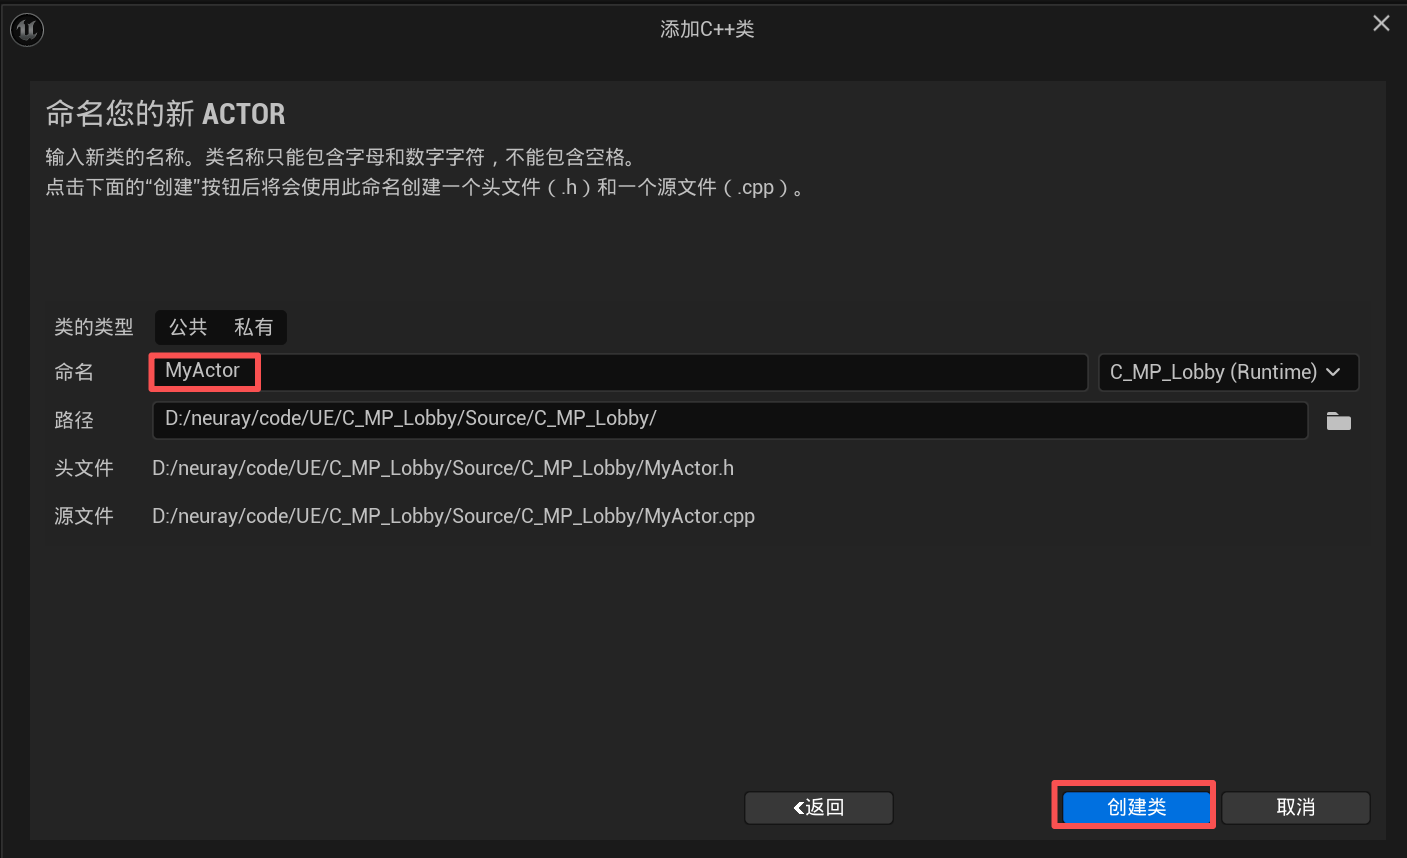 添加C++类
命名您的新 ACTOR
输入新类的名称。类名称只能包含字母和数字字符，不能包含空格。
点击下面的“创建”按钮后将会使用此命名创建一个头文件（.h）和一个源文件（.cpp）。
类的类型 公共 私有
命名 MyActor C_MP_Lobby (Runtime)
路径 D:/neuray/code/UE/C_MP_Lobby/Source/C_MP_Lobby/
头文件 D:/neuray/code/UE/C_MP_Lobby/Source/C_MP_Lobby/MyActor.h
源文件 D:/neuray/code/UE/C_MP_Lobby/Source/C_MP_Lobby/MyActor.cpp
返回 创建类 取消